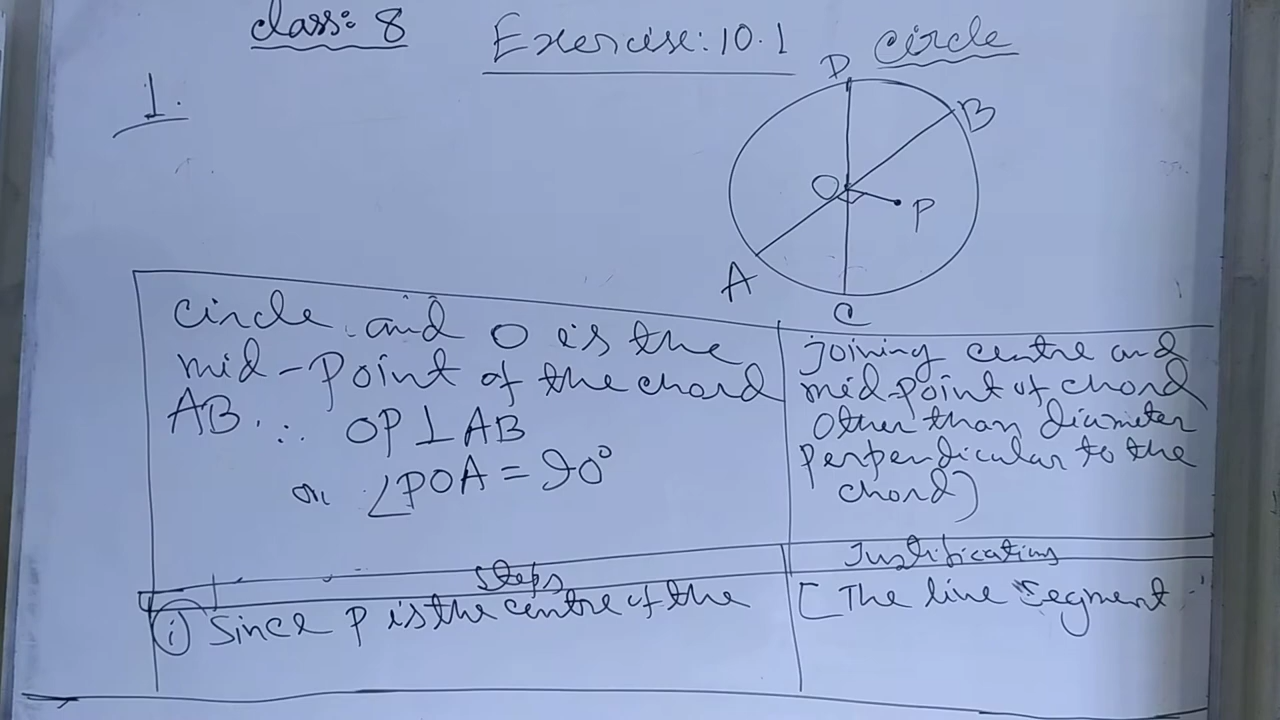 class: 8
Exercise: 10.1
circle
1.
D
B
O
P
A
C
circle and O is the
mid-point of the chord
AB. ∴ OP⊥AB
or ∠POA = 90°
joining centre and
midpoint of chord
other than diameter
perpendicular to the
chord)
Steps
Justification
(i) Since P is the centre of the
[The line segment